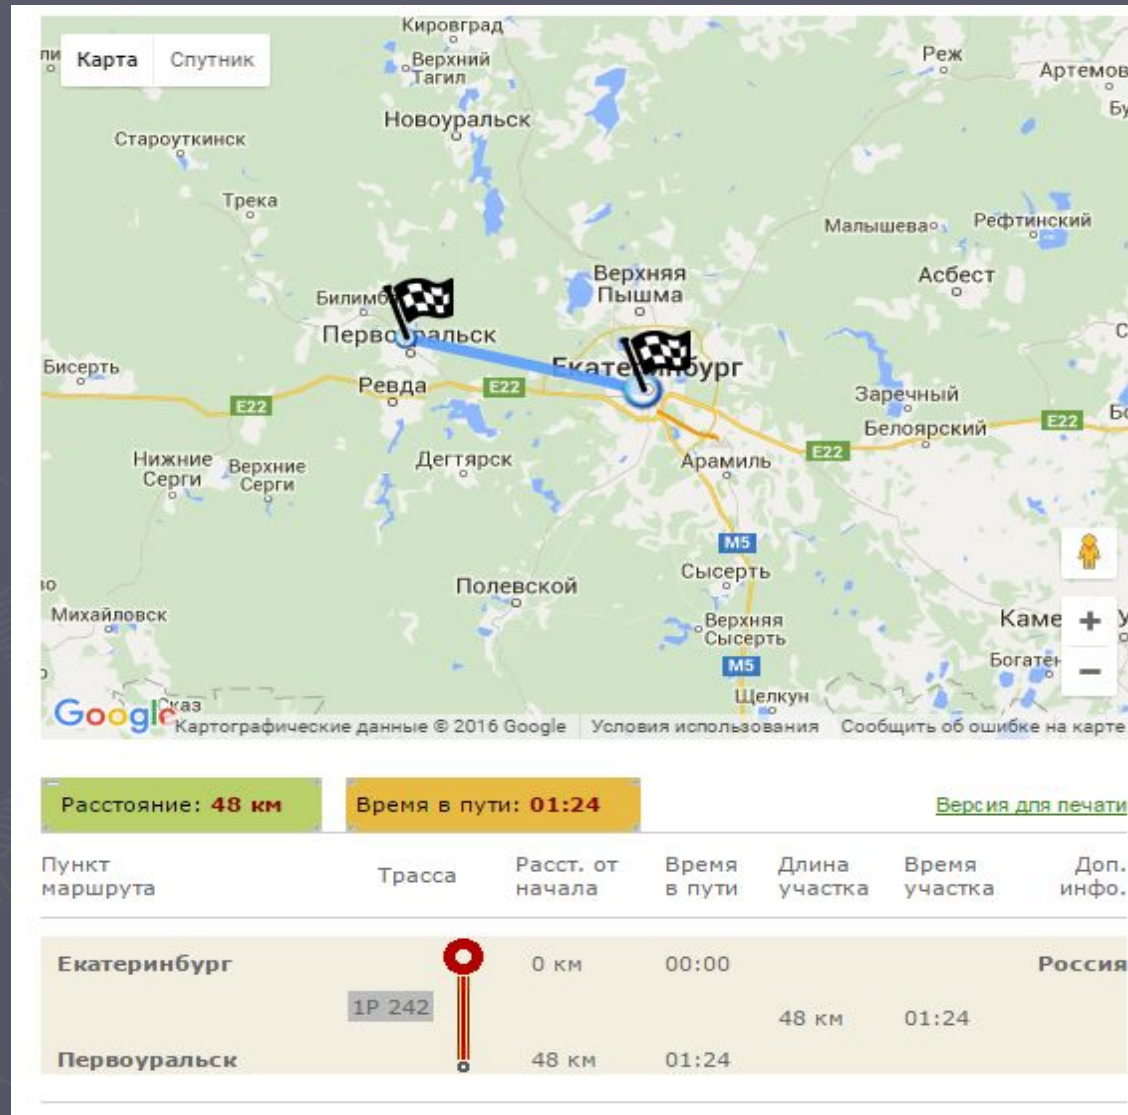 Кировград
Карта Спутник
Верхний
Тагил
Реж
Артемов
Новоуральск
Староуткинск
Трека
Малышева
Рефтинский
Верхняя
Пышма
Асбест
Билимб
Первоуральск
Бисерть
Екатеринбург
Ревда
E22
E22
Заречный
E22
Белоярский
E22
Нижние
Серги
Верхние
Серги
Дегтярск
Арамиль
M5
Сысерть
Полевской
Михайловск
Верхняя
Сысерть
Каме
M5
Богатён
Щелкун
Google
Картографические данные © 2016 Google Условия использования Сообщить об ошибке на карте
Расстояние: 48 км Время в пути: 01:24 Версия для печати
Пункт маршрута Трасса Расст. от начала Время в пути Длина участка Время участка Доп. инфо.
Екатеринбург 0 км 00:00 Россия
1Р 242
48 км 01:24
Первоуральск 48 км 01:24